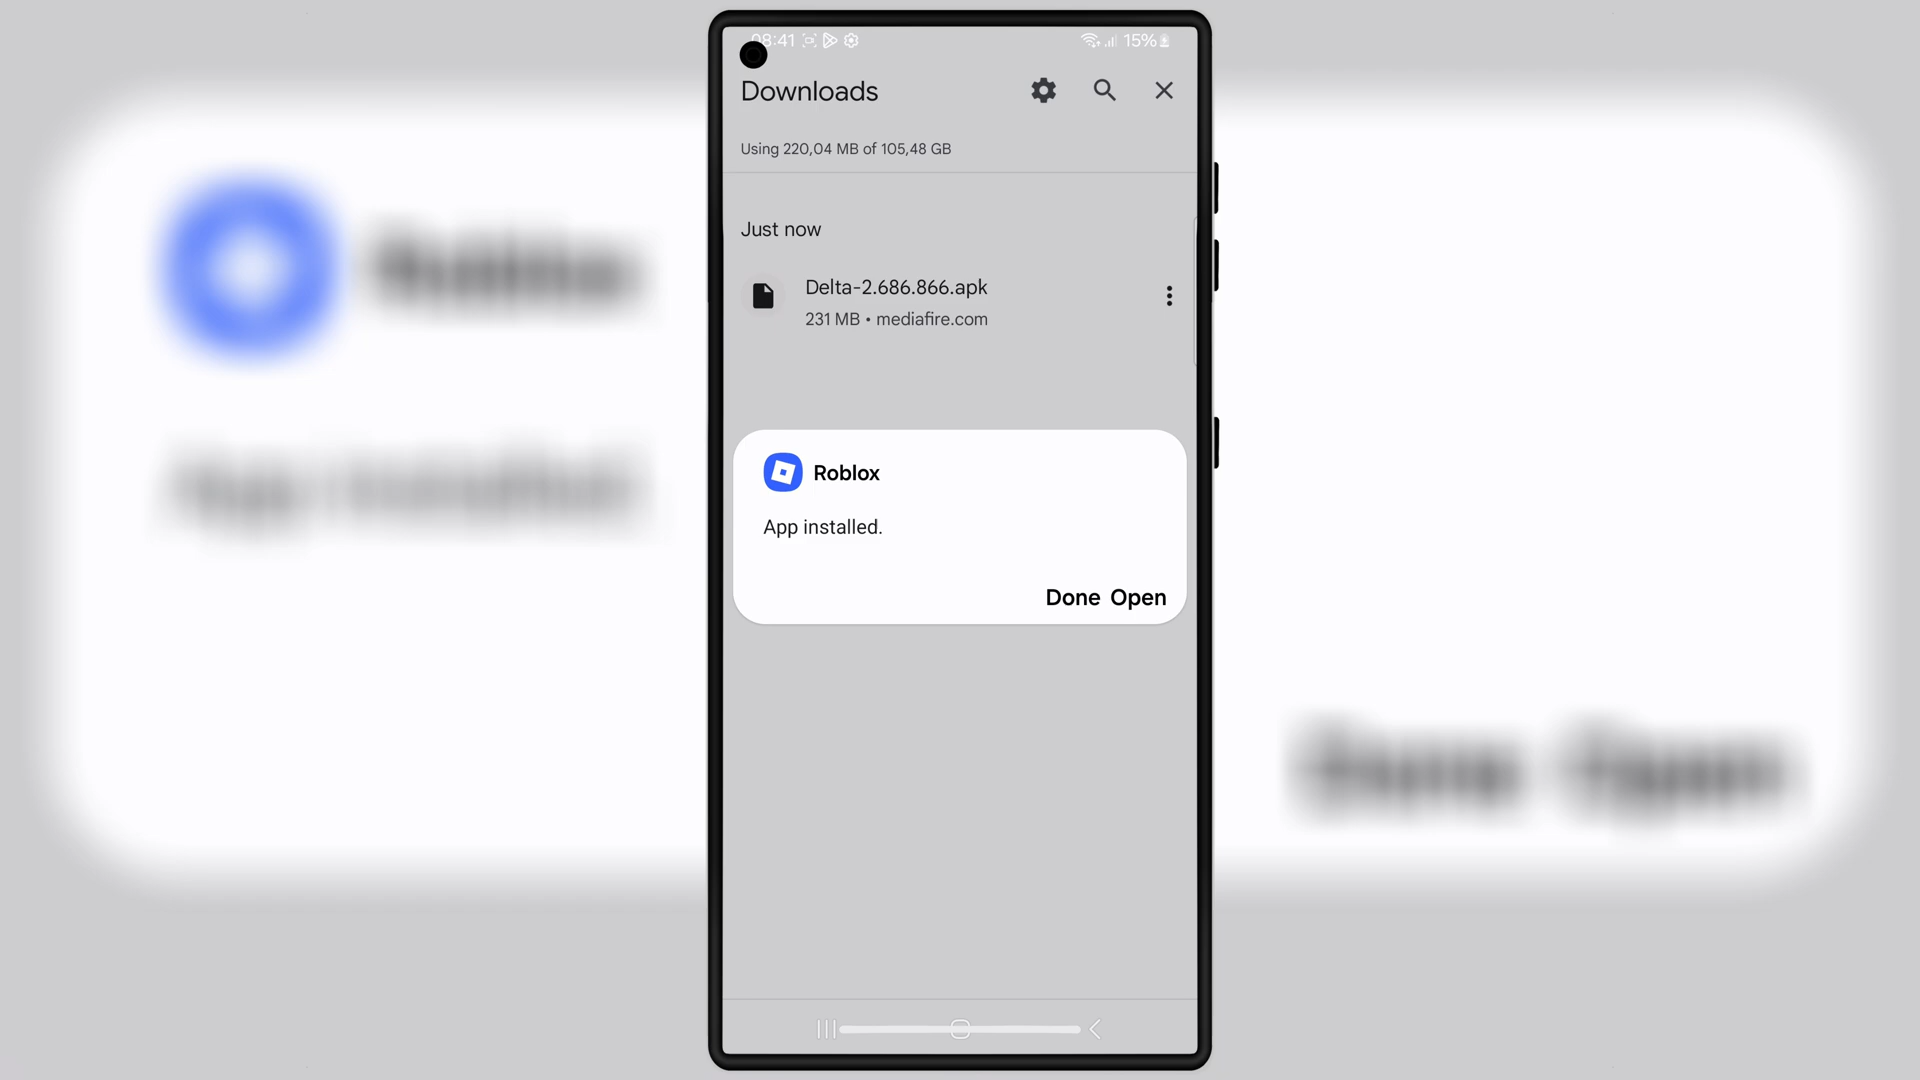 08:41 15%
Downloads
Using 220,04 MB of 105,48 GB
Just now
Delta-2.686.866.apk
231 MB • mediafire.com
Roblox
App installed.
Done Open